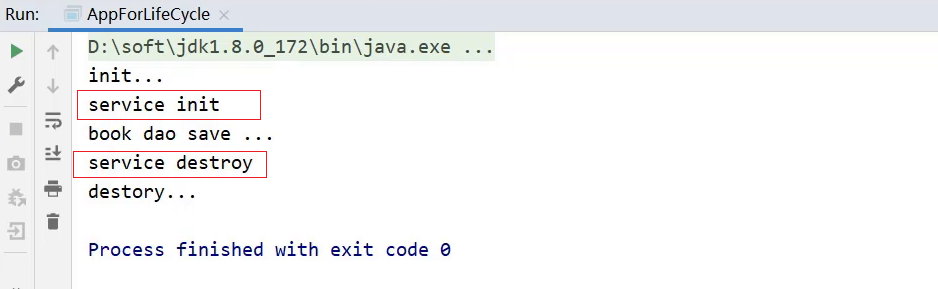 Run: AppForLifeCycle
D:\soft\jdk1.8.0_172\bin\java.exe ...
init...
service init
book dao save ...
service destroy
destory...
Process finished with exit code 0